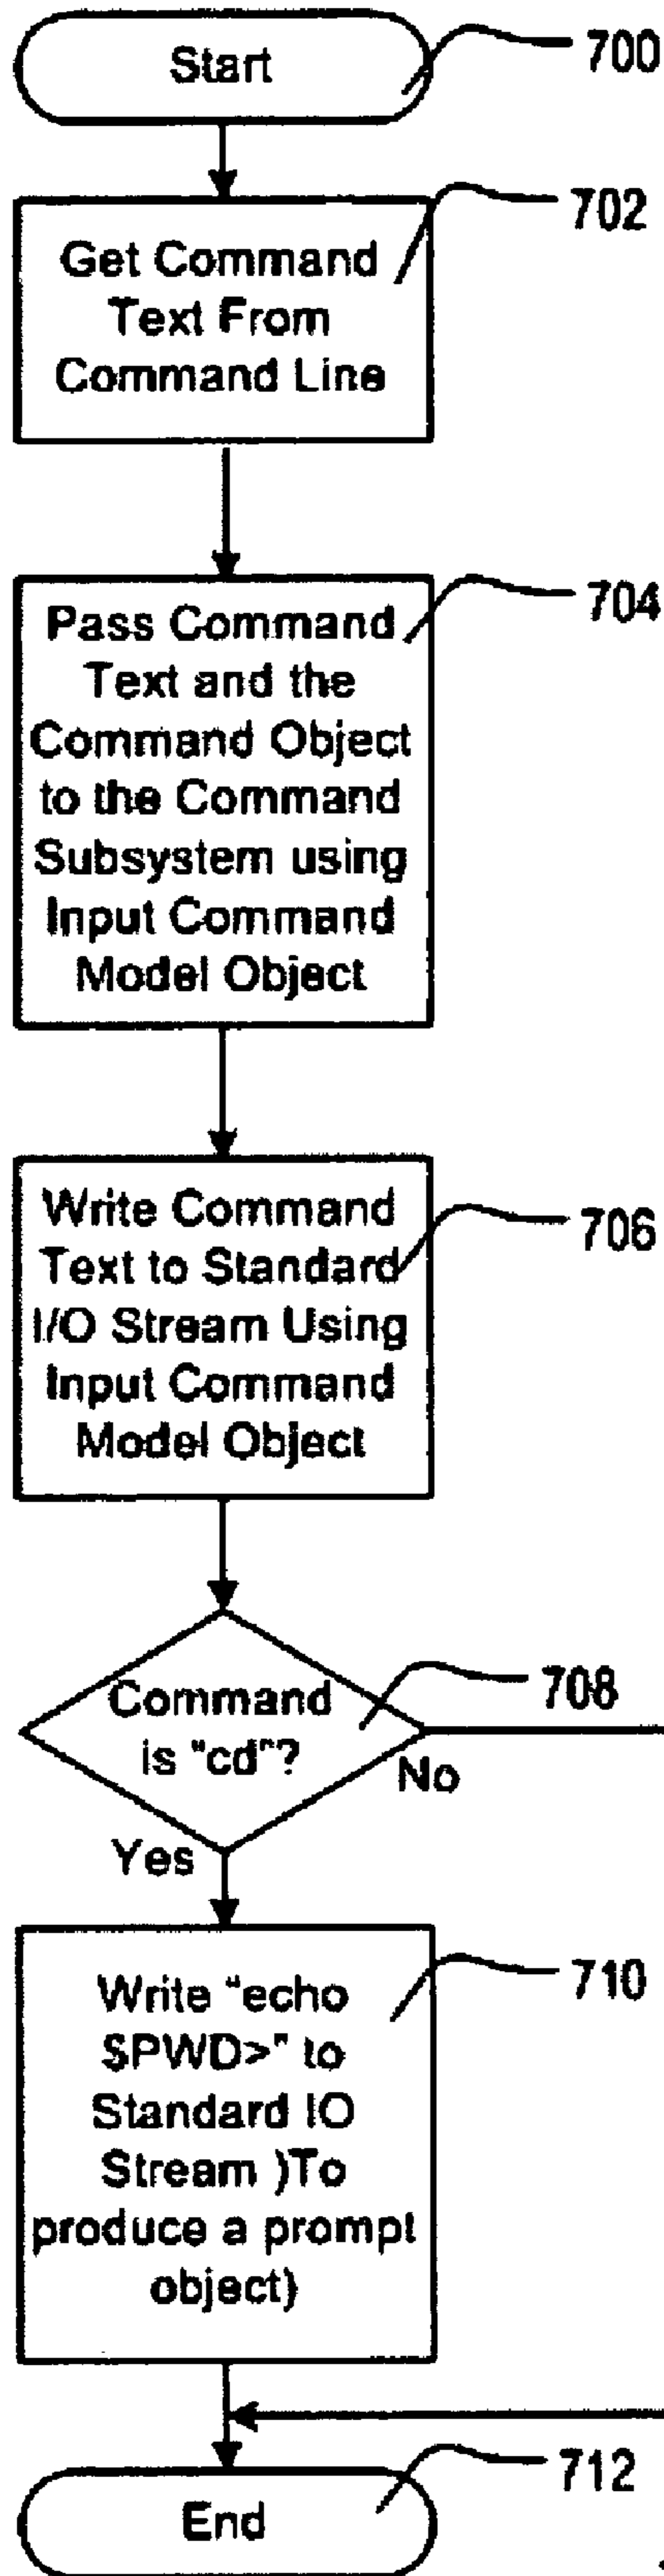 Start
700
702
Get Command
Text From
Command Line
704
Pass Command
Text and the
Command Object
to the Command
Subsystem using
Input Command
Model Object
706
Write Command
Text to Standard
I/O Stream Using
Input Command
Model Object
708
Command
is "cd"?
No
Yes
710
Write "echo
$PWD>" to
Standard IO
Stream )To
produce a prompt
object)
712
End